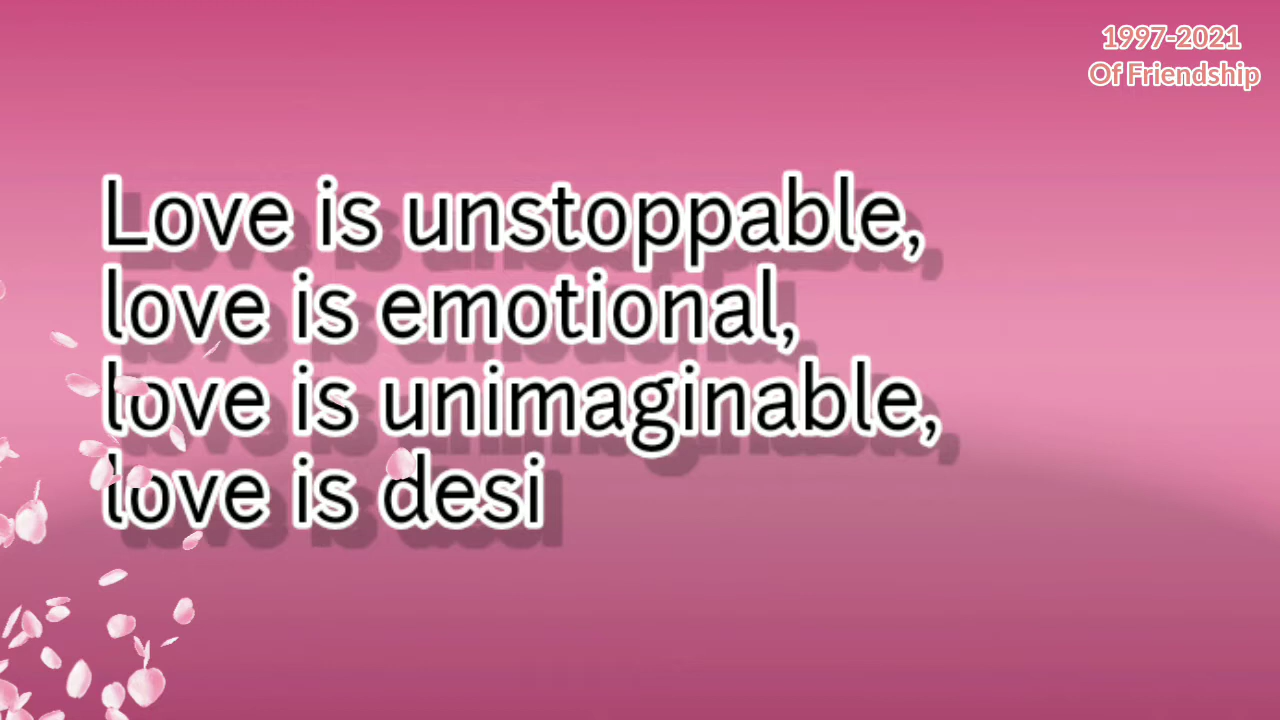 1997-2021
Of Friendship
Love is unstoppable,
love is emotional,
love is unimaginable,
love is desi